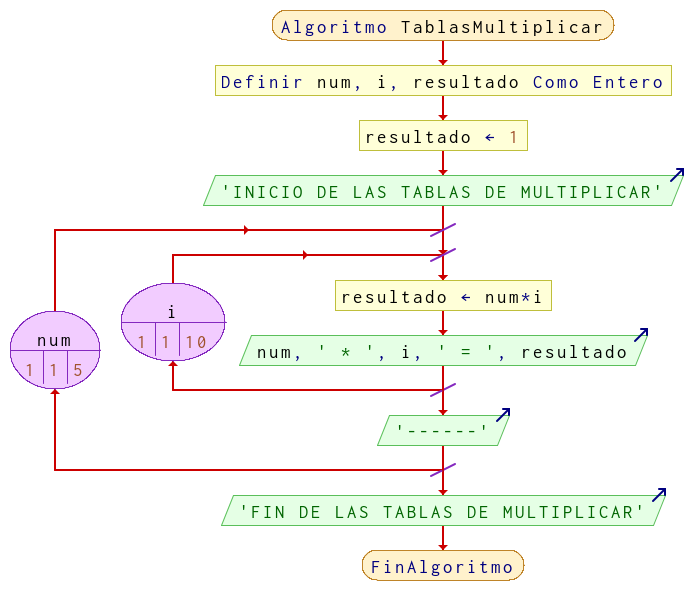 Algoritmo TablasMultiplicar
Definir num, i, resultado Como Entero
resultado ← 1
'INICIO DE LAS TABLAS DE MULTIPLICAR'
i
1 1 10
resultado ← num*i
num
1 1 5
num, ' * ', i, ' = ', resultado
'------'
'FIN DE LAS TABLAS DE MULTIPLICAR'
FinAlgoritmo